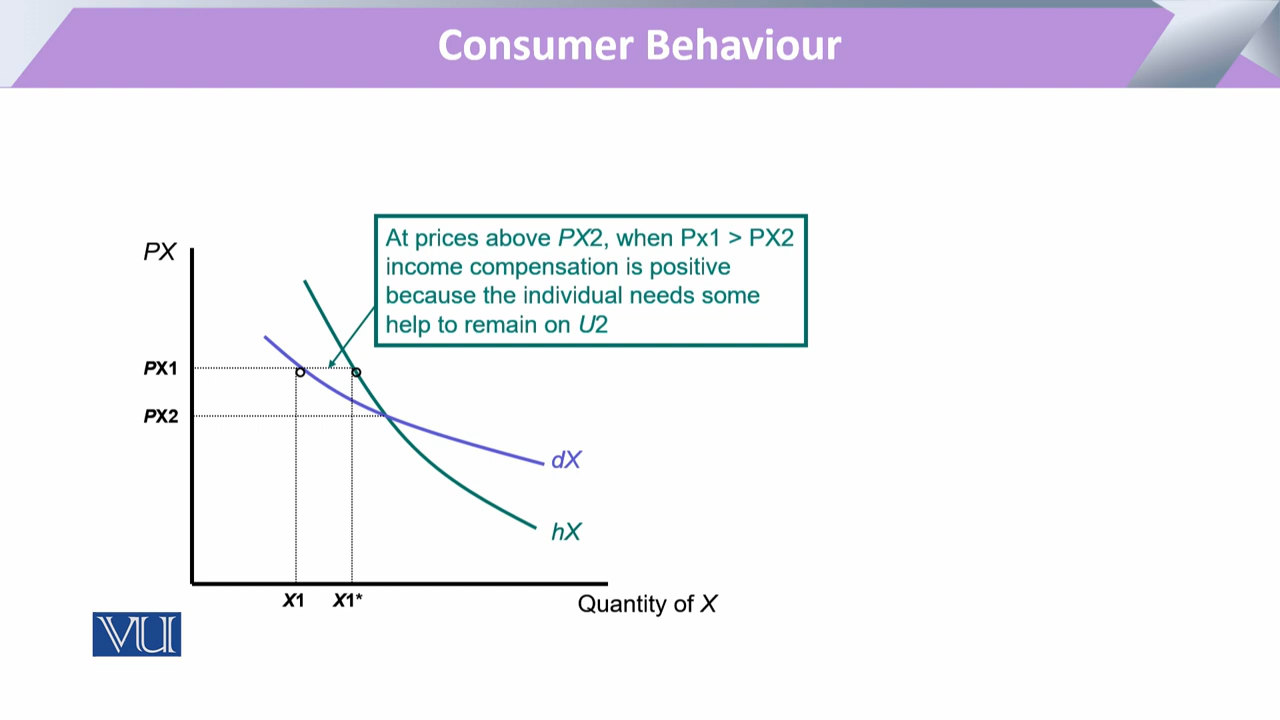 Consumer Behaviour
At prices above PX2, when Px1 > PX2
income compensation is positive
because the individual needs some
help to remain on U2
PX
PX1
PX2
dX
hX
X1
X1*
Quantity of X
VU